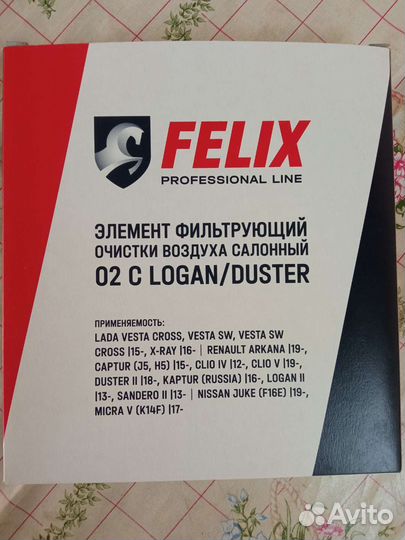 FELIX
PROFESSIONAL LINE
ЭЛЕМЕНТ ФИЛЬТРУЮЩИЙ
ОЧИСТКИ ВОЗДУХА САЛОННЫЙ
02 C LOGAN/DUSTER
ПРИМЕНЯЕМОСТЬ:
LADA VESTA CROSS, VESTA SW, VESTA SW
CROSS |15-, X-RAY |16- | RENAULT ARKANA |19-,
CAPTUR (J5, H5) |15-, CLIO IV |12-, CLIO V |19-,
DUSTER II |18-, KAPTUR (RUSSIA) |16-, LOGAN II
|13-, SANDERO II |13- | NISSAN JUKE (F16E) |19-,
MICRA V (K14F) |17-
Avito